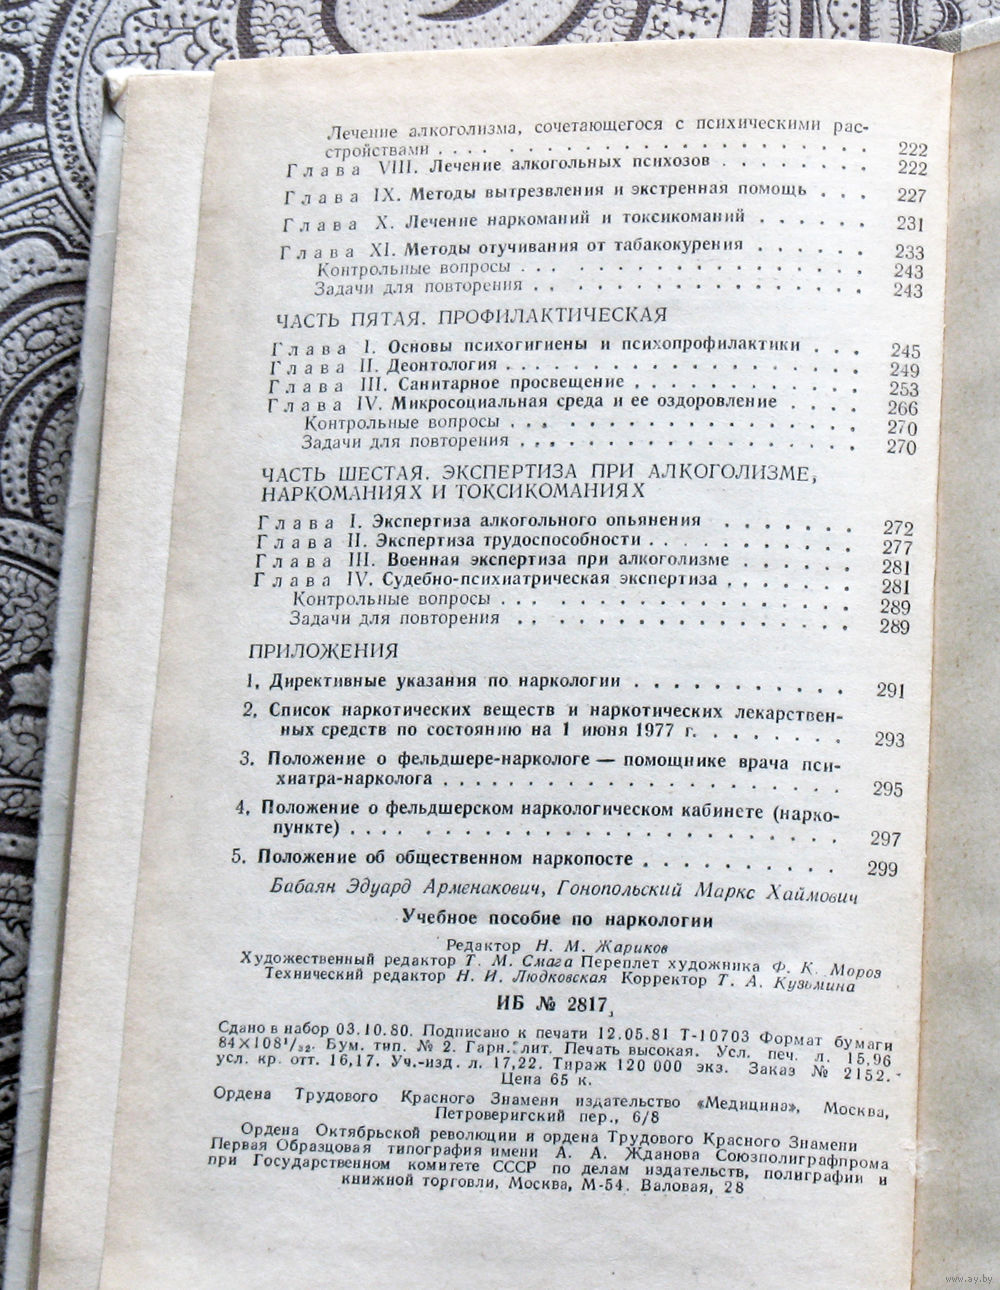 Лечение алкоголизма, сочетающегося с психическими рас-
стройствами . . . . . . . . . . . . . . . . . . . . 222
Глава VIII. Лечение алкогольных психозов . . . . . . . . 222
Глава IX. Методы вытрезвления и экстренная помощь . . . 227
Глава X. Лечение наркоманий и токсикоманий . . . . . . 231
Глава XI. Методы отучивания от табакокурения . . . . . . 233
Контрольные вопросы . . . . . . . . . . . . . . . . 243
Задачи для повторения . . . . . . . . . . . . . . . 243
ЧАСТЬ ПЯТАЯ. ПРОФИЛАКТИЧЕСКАЯ
Глава I. Основы психогигиены и психопрофилактики . . . 245
Глава II. Деонтология . . . . . . . . . . . . . . . . . 249
Глава III. Санитарное просвещение . . . . . . . . . . . 253
Глава IV. Микросоциальная среда и ее оздоровление . . . . 266
Контрольные вопросы . . . . . . . . . . . . . . . . 270
Задачи для повторения . . . . . . . . . . . . . . . 270
ЧАСТЬ ШЕСТАЯ. ЭКСПЕРТИЗА ПРИ АЛКОГОЛИЗМЕ,
НАРКОМАНИЯХ И ТОКСИКОМАНИЯХ
Глава I. Экспертиза алкогольного опьянения . . . . . . . 272
Глава II. Экспертиза трудоспособности . . . . . . . . . . 277
Глава III. Военная экспертиза при алкоголизме . . . . . . 281
Глава IV. Судебно-психиатрическая экспертиза . . . . . . . 281
Контрольные вопросы . . . . . . . . . . . . . . . . 289
Задачи для повторения . . . . . . . . . . . . . . . 289
ПРИЛОЖЕНИЯ
1. Директивные указания по наркологии . . . . . . . . . . . 291
2. Список наркотических веществ и наркотических лекарствен-
ных средств по состоянию на 1 июня 1977 г. . . . . . . . . 293
3. Положение о фельдшере-наркологе — помощнике врача пси-
хиатра-нарколога . . . . . . . . . . . . . . . . . . . . 295
4. Положение о фельдшерском наркологическом кабинете (нарко-
пункте) . . . . . . . . . . . . . . . . . . . . . . . . 297
5. Положение об общественном наркопосте . . . . . . . . . . 299
Бабаян Эдуард Арменакович, Гонопольский Маркс Хаймович
Учебное пособие по наркологии
Редактор Н. М. Жариков
Художественный редактор Т. М. Смага Переплет художника Ф. К. Мороз
Технический редактор Н. И. Людковская Корректор Т. А. Кузьмина
ИБ № 2817
Сдано в набор 03.10.80. Подписано к печати 12.05.81 Т-10703 Формат бумаги
84×108¹/₃₂. Бум. тип. № 2. Гарн. лит. Печать высокая. Усл. печ. л. 15,96
усл. кр. отт. 16,17. Уч.-изд. л. 17,22. Тираж 120 000 экз. Заказ № 2152.
Цена 65 к.
Ордена Трудового Красного Знамени издательство «Медицина», Москва,
Петроверигский пер., 6/8
Ордена Октябрьской революции и ордена Трудового Красного Знамени
Первая Образцовая типография имени А. А. Жданова Союзполиграфпрома
при Государственном комитете СССР по делам издательств, полиграфии и
книжной торговли, Москва, М-54. Валовая, 28
www.ay.by